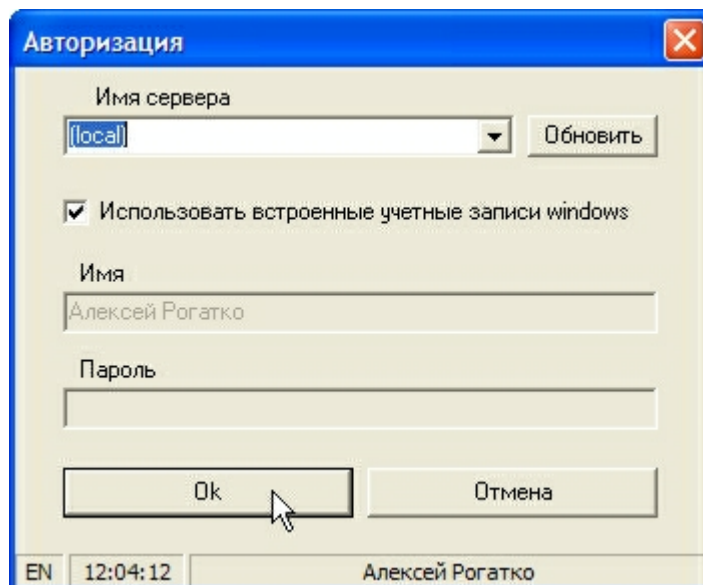 Авторизация
Имя сервера
(local)
Обновить
Использовать встроенные учетные записи windows
Имя
Алексей Рогатко
Пароль
Ok
Отмена
EN
12:04:12
Алексей Рогатко